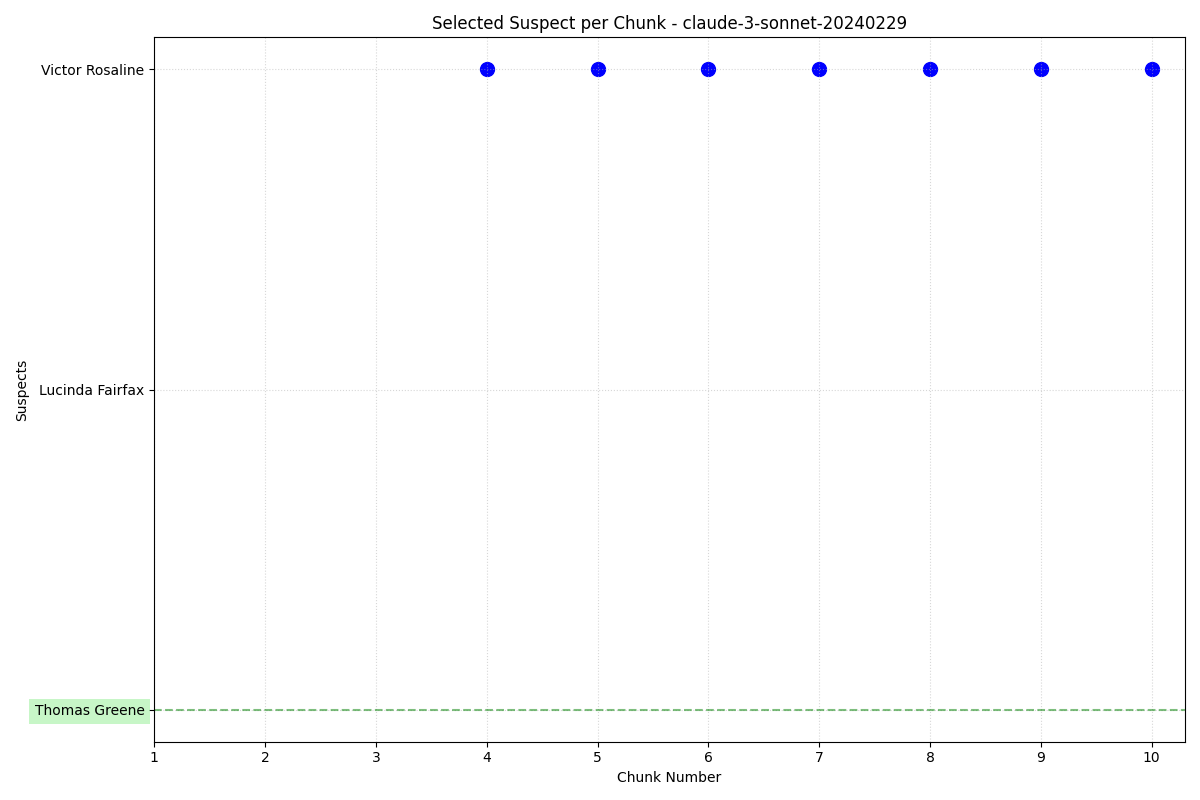 Selected Suspect per Chunk - claude-3-sonnet-20240229
Suspects
Victor Rosaline
Lucinda Fairfax
Thomas Greene
1 2 3 4 5 6 7 8 9 10
Chunk Number